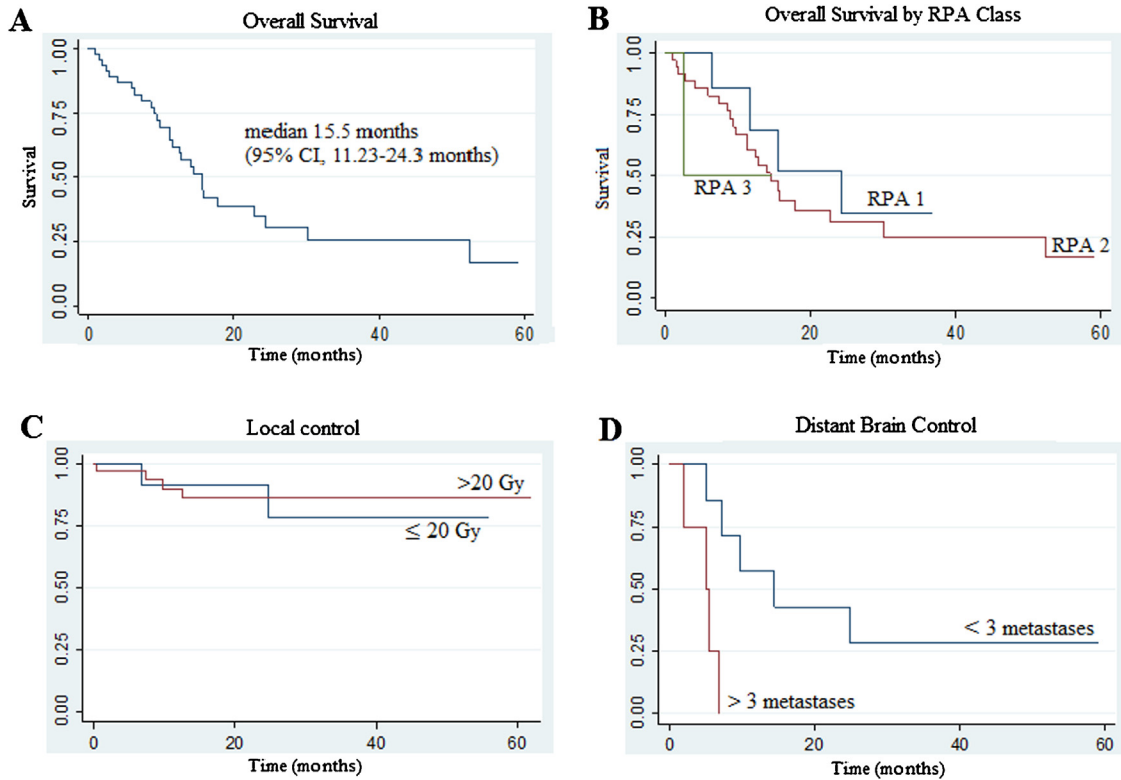 A
Overall Survival
1.00
0.75
0.50
0.25
0.00
Survival
median 15.5 months
(95% CI, 11.23-24.3 months)
0 20 40 60
Time (months)
B
Overall Survival by RPA Class
1.00
0.75
0.50
0.25
0.00
Survival
RPA 3
RPA 1
RPA 2
0 20 40 60
Time (months)
C
Local control
1.00
0.75
0.50
0.25
0.00
>20 Gy
≤ 20 Gy
0 20 40 60
Time (months)
D
Distant Brain Control
1.00
0.75
0.50
0.25
0.00
< 3 metastases
> 3 metastases
0 20 40 60
Time (months)